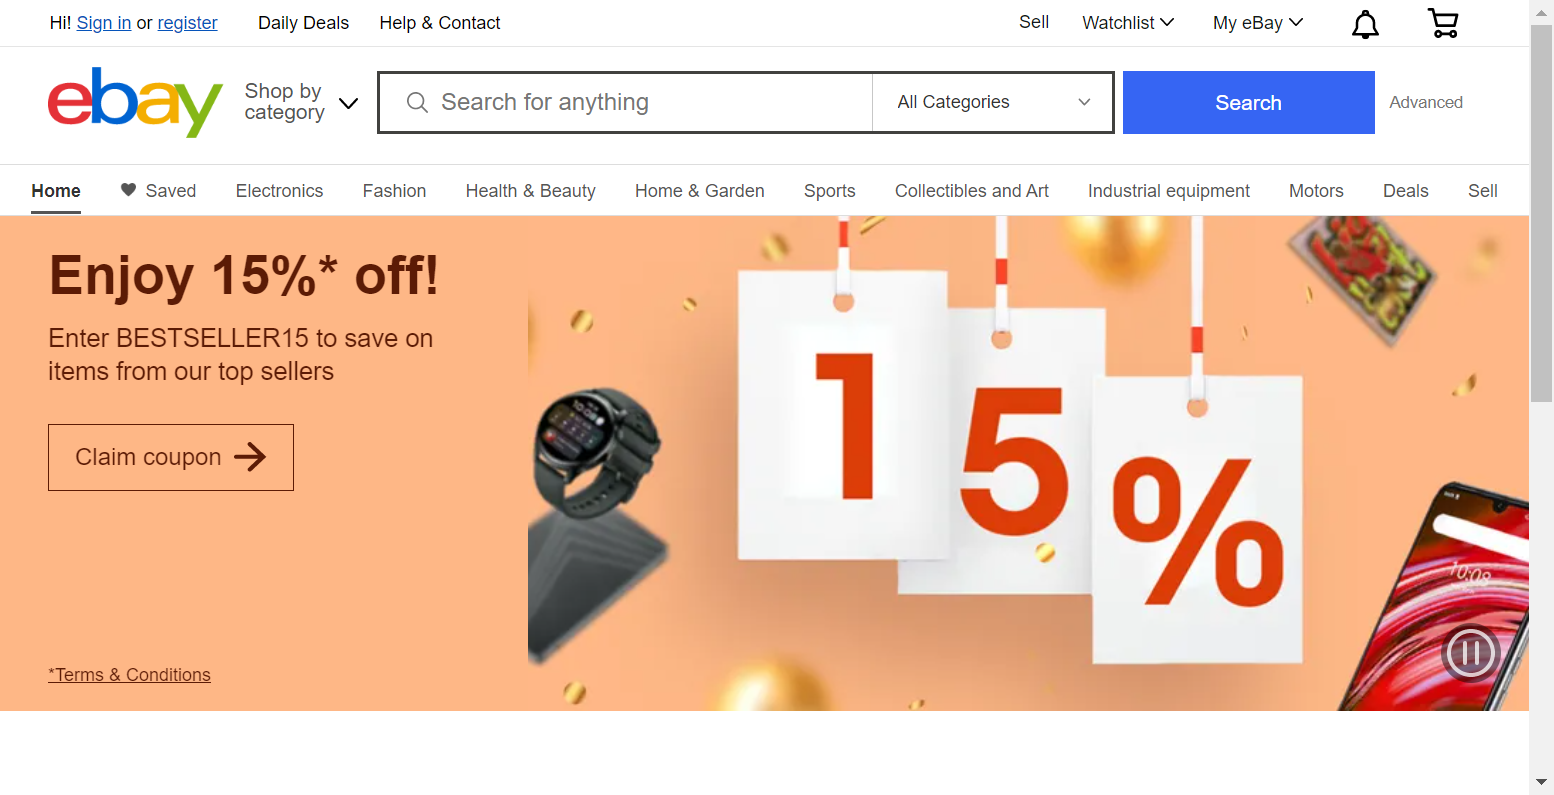 Hi! Sign in or register
Daily Deals
Help & Contact
Sell
Watchlist
My eBay
ebay
Shop by
category
Search for anything
All Categories
Search
Advanced
Home
Saved
Electronics
Fashion
Health & Beauty
Home & Garden
Sports
Collectibles and Art
Industrial equipment
Motors
Deals
Sell
Enjoy 15%* off!
Enter BESTSELLER15 to save on
items from our top sellers
Claim coupon
*Terms & Conditions
15%
10:08